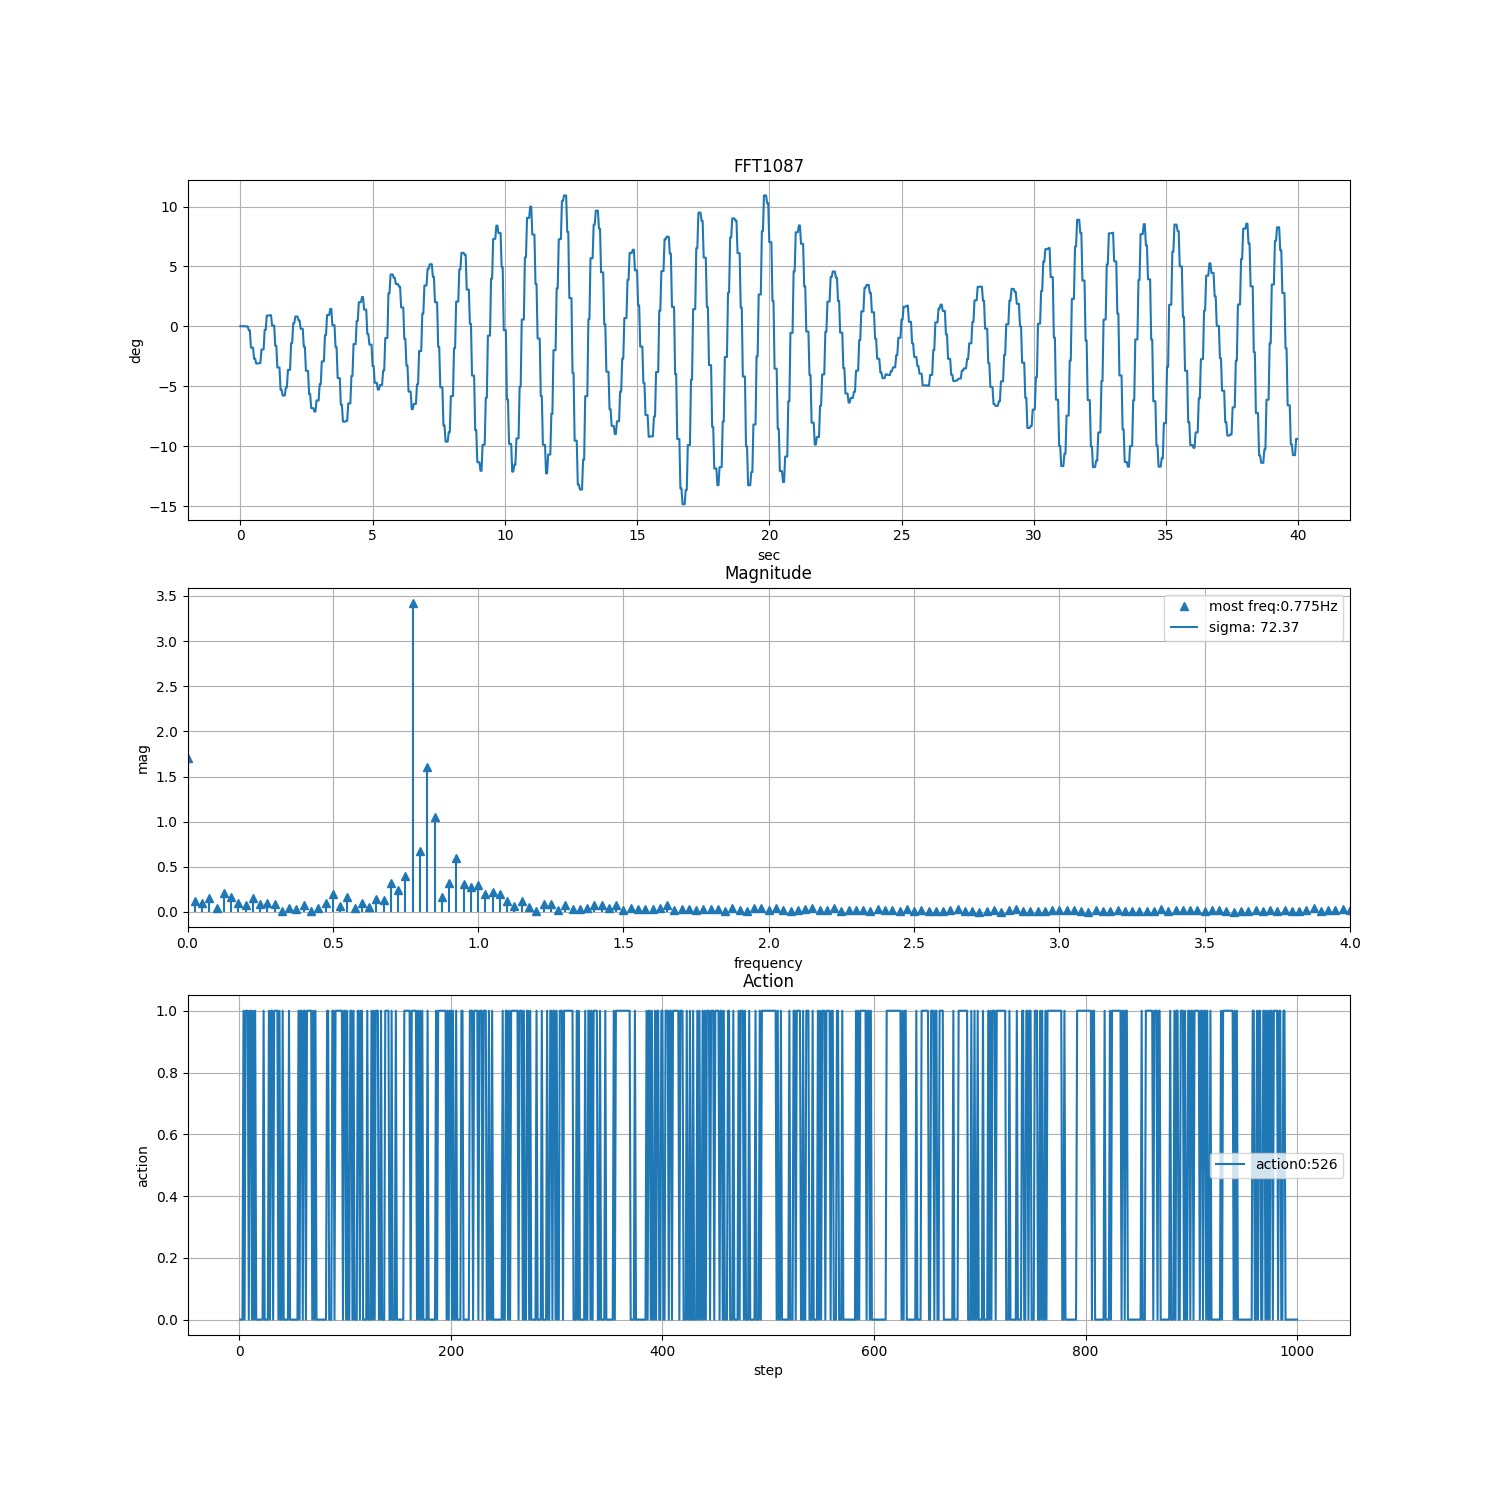 FFT1087
10
5
0
−5
−10
−15
deg
0 5 10 15 20 25 30 35 40
sec
Magnitude
3.5
3.0
2.5
2.0
1.5
1.0
0.5
0.0
mag
most freq:0.775Hz
sigma: 72.37
0.0 0.5 1.0 1.5 2.0 2.5 3.0 3.5 4.0
frequency
Action
1.0
0.8
0.6
0.4
0.2
0.0
action
action0:526
0 200 400 600 800 1000
step